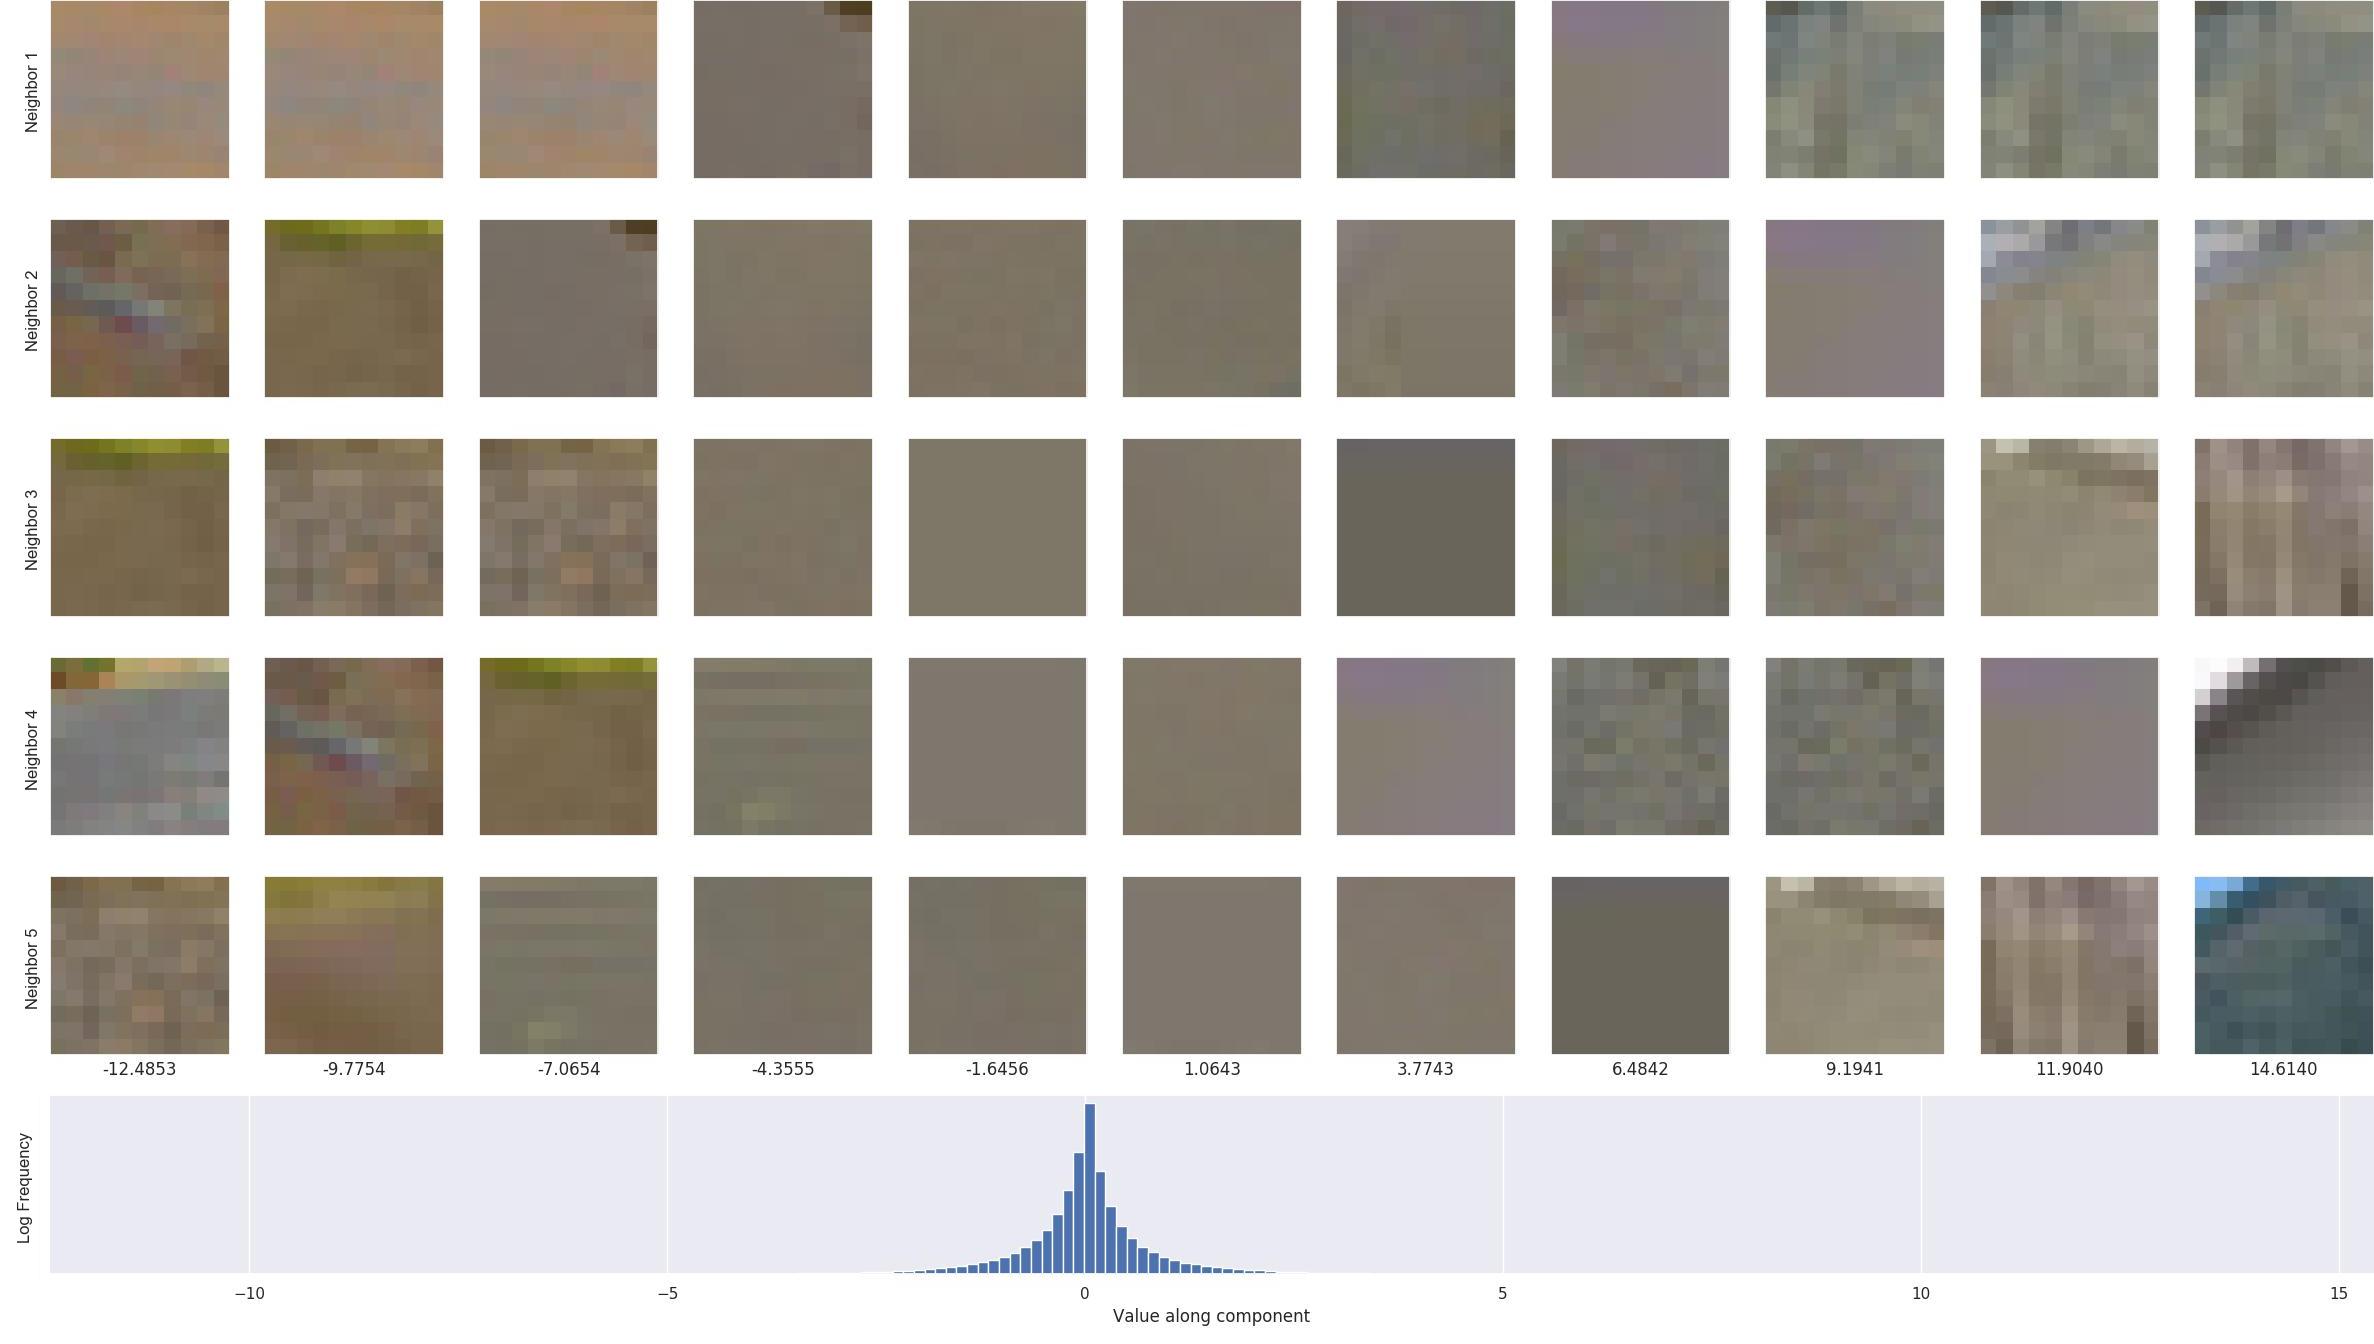 Neighbor 1
Neighbor 2
Neighbor 3
Neighbor 4
Neighbor 5
-12.4853 -9.7754 -7.0654 -4.3555 -1.6456 1.0643 3.7743 6.4842 9.1941 11.9040 14.6140
Log Frequency
−10 −5 0 5 10 15
Value along component